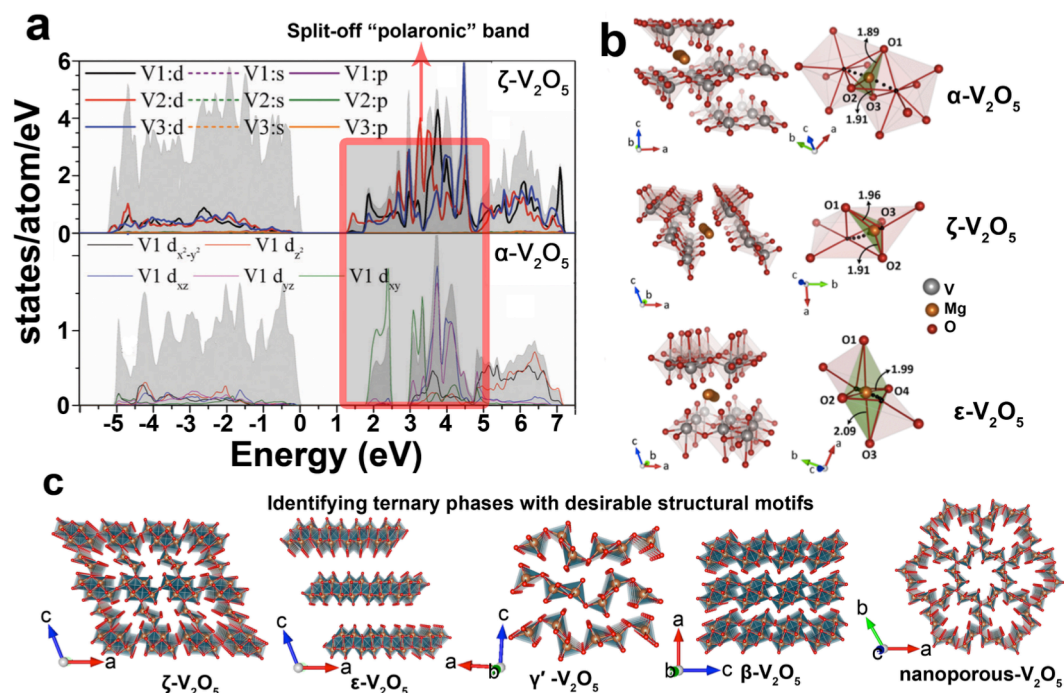 a
Split-off “polaronic” band
6
4
2
0
1
0
states/atom/eV
V1:d V1:s V1:p
V2:d V2:s V2:p
V3:d V3:s V3:p
ζ-V2O5
α-V2O5
V1 dx²-y² V1 dz²
V1 dxz V1 dyz V1 dxy
-5 -4 -3 -2 -1 0 1 2 3 4 5 6 7
Energy (eV)
b
1.89
O1
O2
O3
1.91
α-V2O5
c
b a
c
b
a
1.96
O1
O3
O2
1.91
ζ-V2O5
c
b
a
c
b
a
V
Mg
O
O1
1.99
O4
O2
2.09
O3
ε-V2O5
c
b
a
b
c
a
c
Identifying ternary phases with desirable structural motifs
c
a
ζ-V2O5
c
a
ε-V2O5
c
a
b
γ' -V2O5
a
b
c
β-V2O5
b
c
a
nanoporous-V2O5